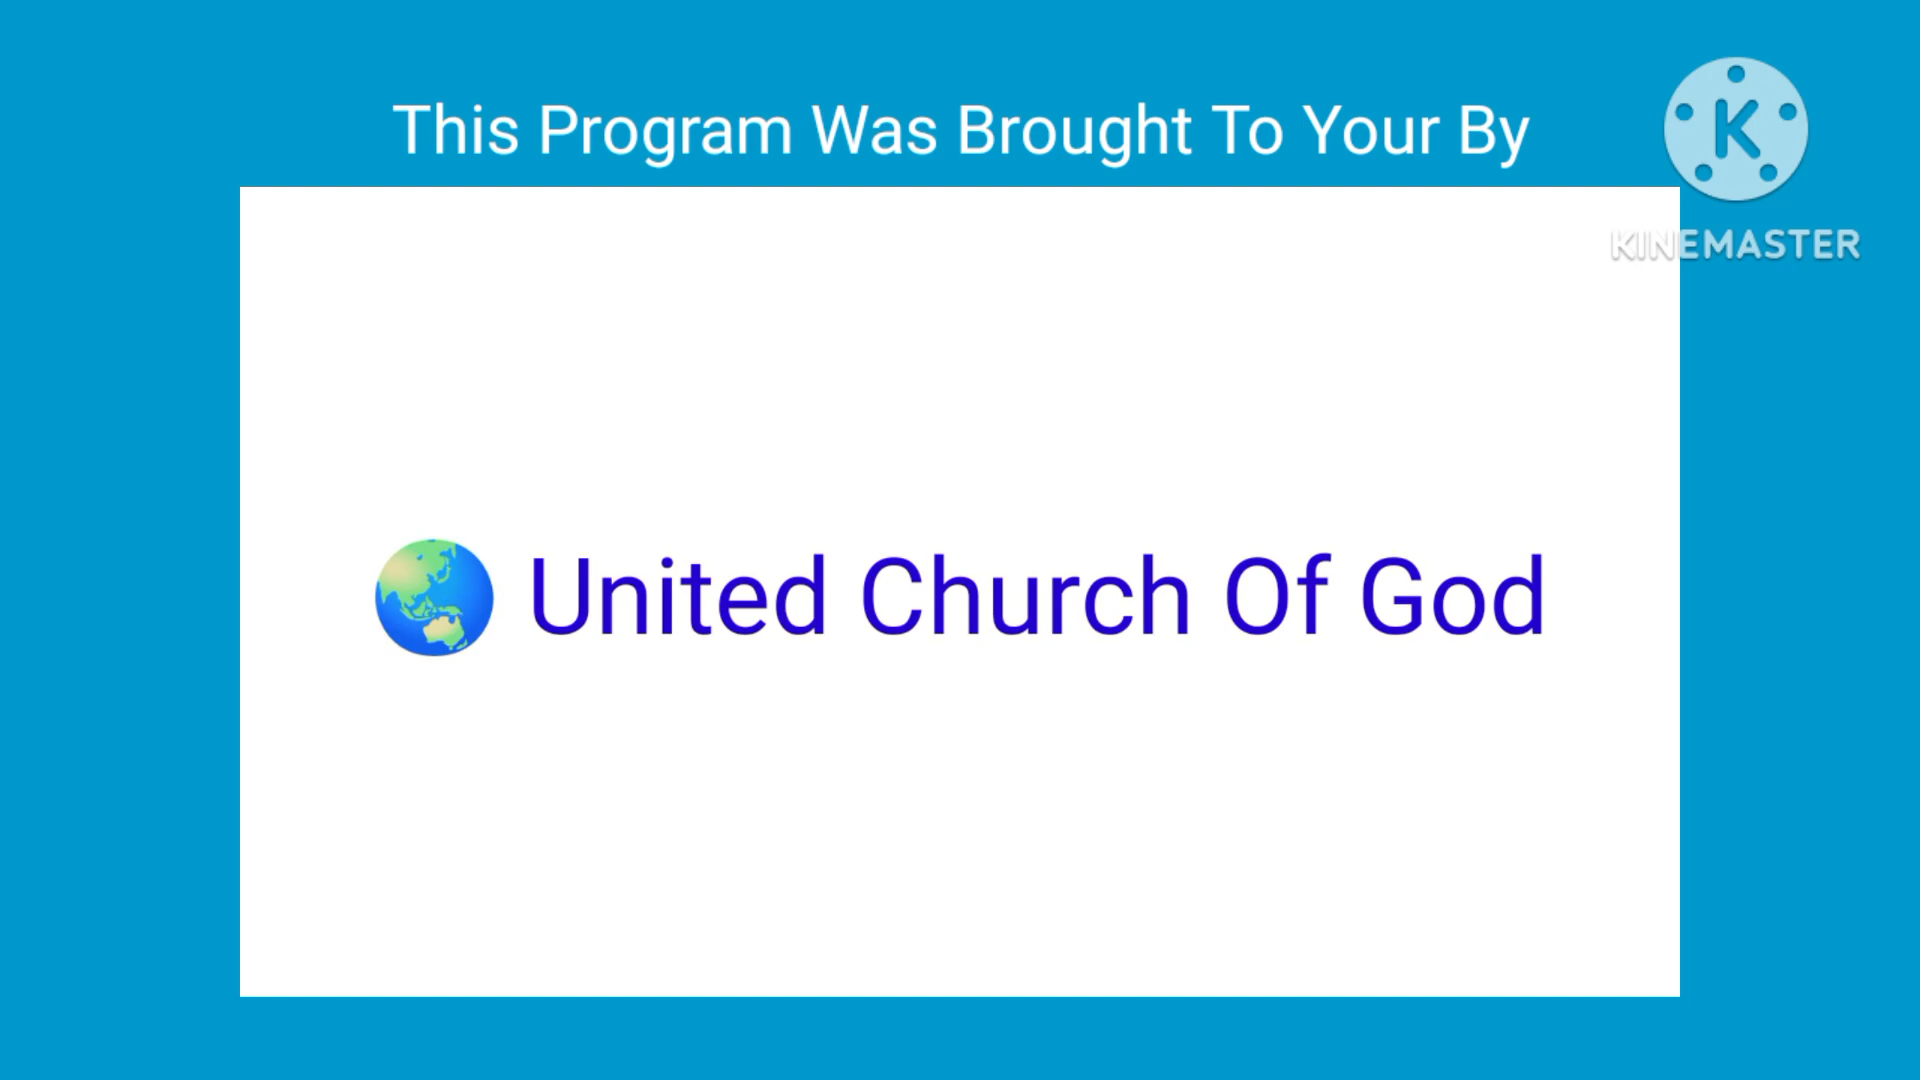 This Program Was Brought To Your By
K
KINEMASTER
🌏 United Church Of God